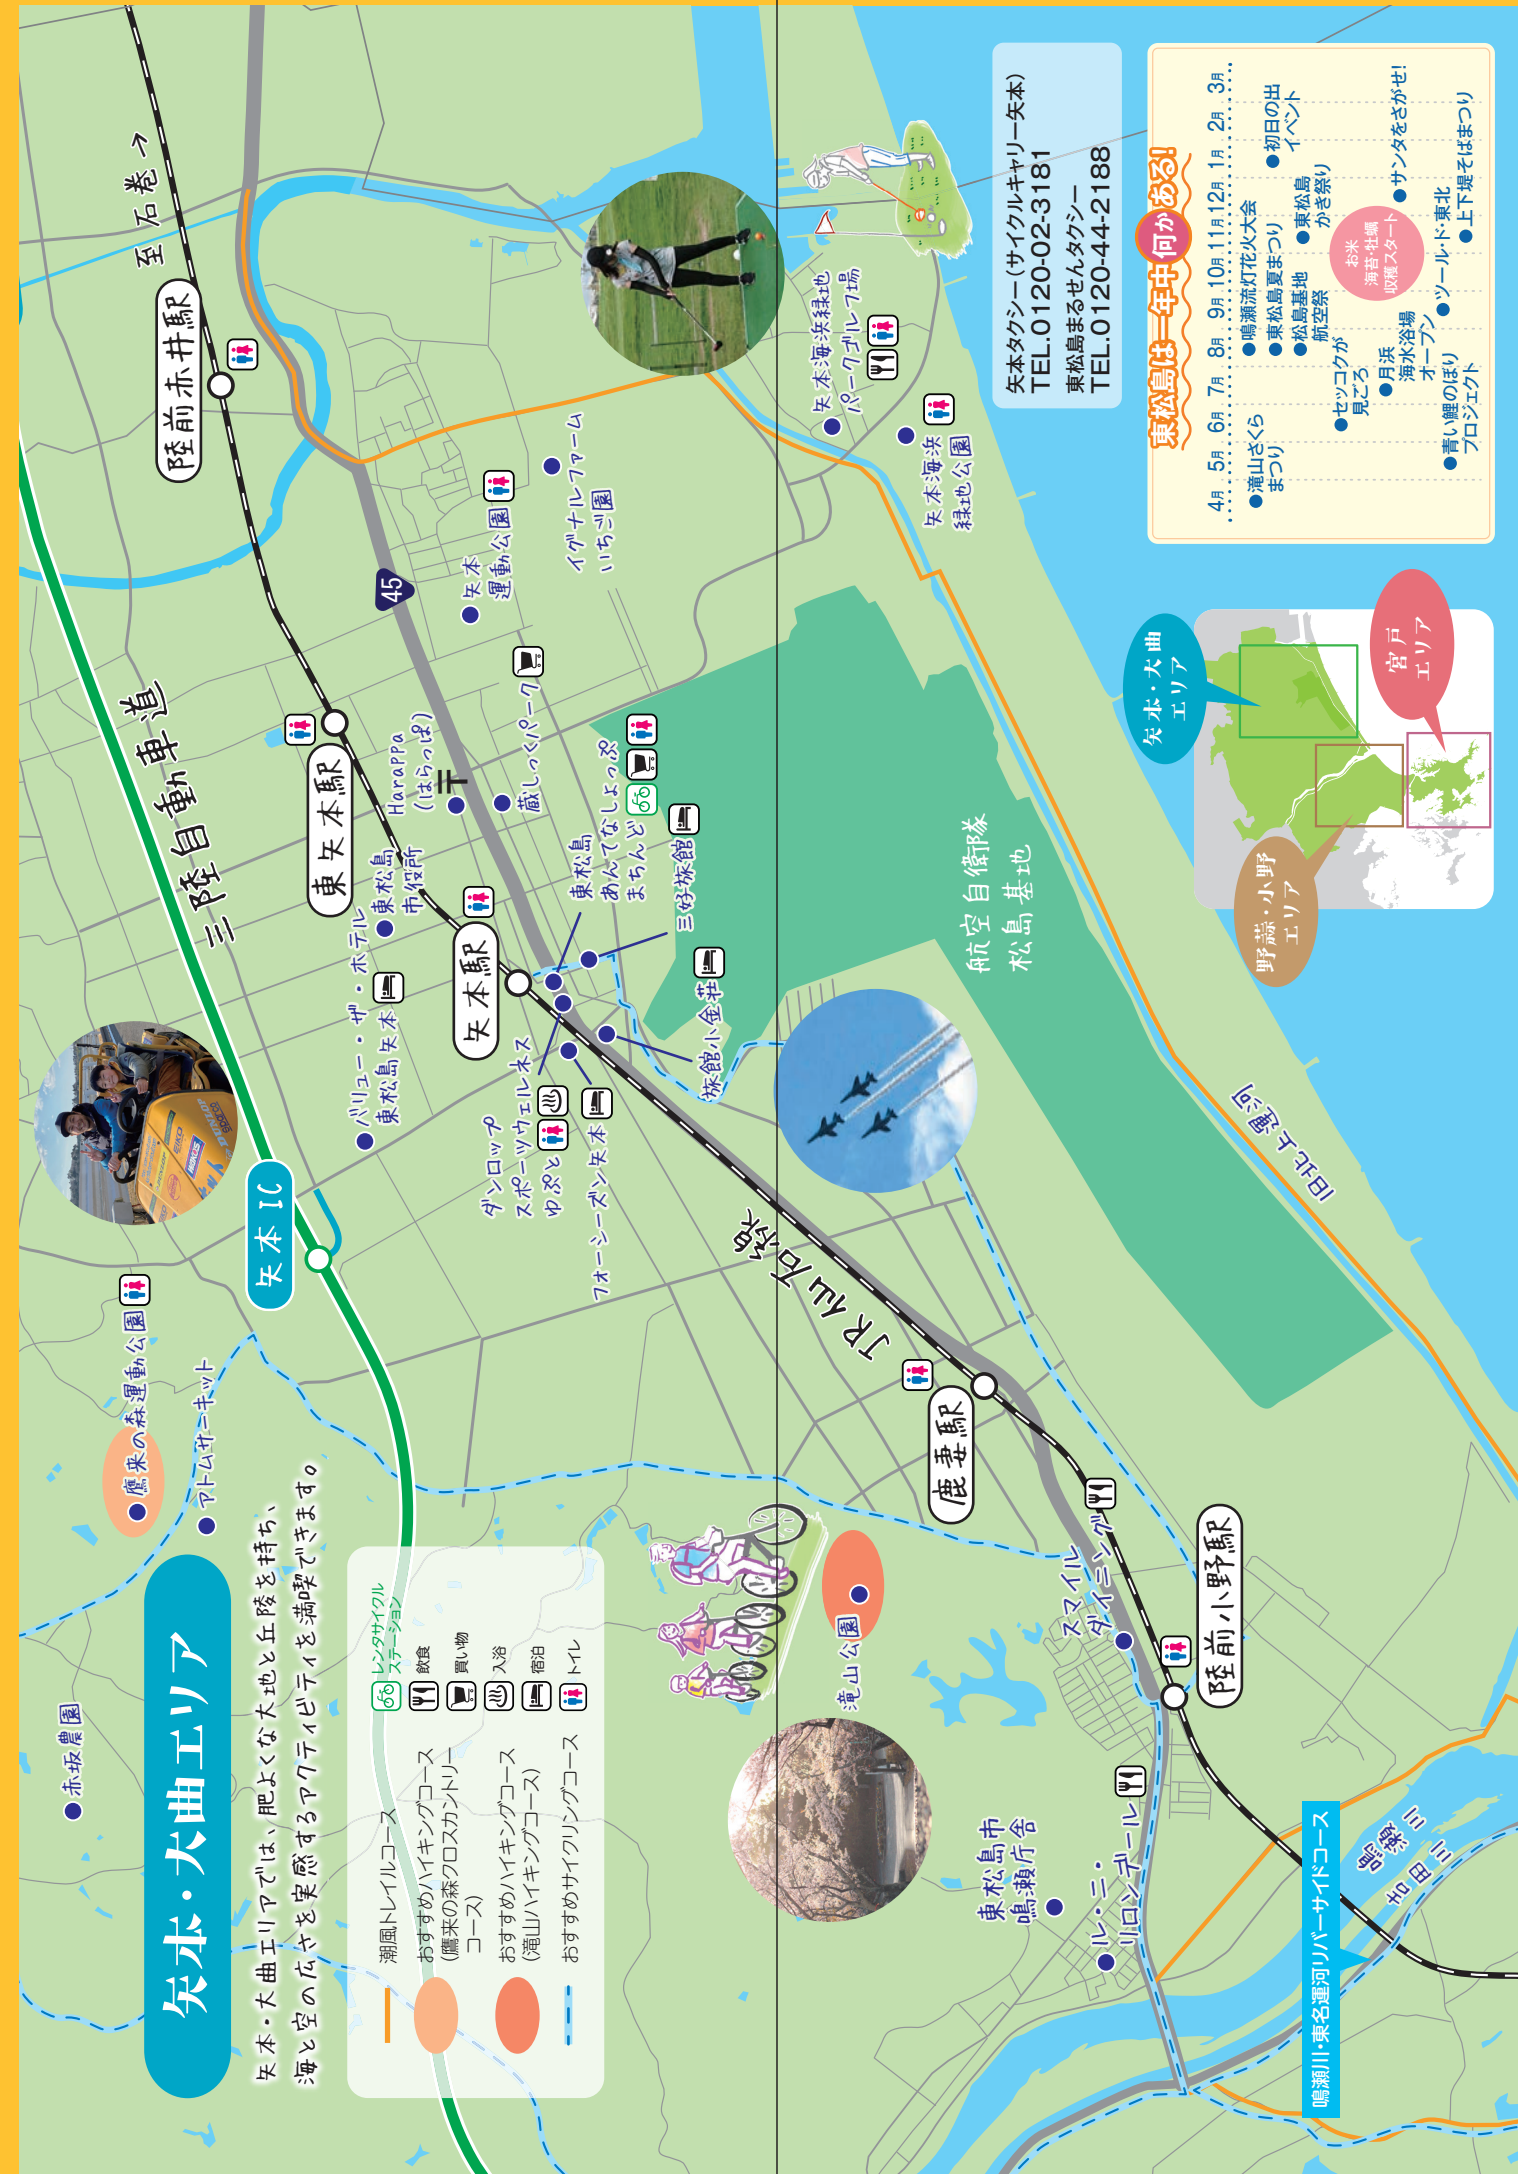 矢本・大曲エリア
矢本・大曲エリアでは、肥よくな大地と丘陵を持ち、
海と空の広さを実感するアクティビティを満喫できます。
潮風トレイルコース
おすすめハイキングコース
(鷹来の森クロスカントリー
コース)
おすすめハイキングコース
(滝山ハイキングコース)
おすすめサイクリングコース
レンタサイクル
ステーション
飲食
買い物
入浴
宿泊
トイレ
赤坂農園
鷹来の森運動公園
アトムサーキット
矢本IC
三陸自動車道
至 石巻→
陸前赤井駅
東矢本駅
矢本駅
鹿妻駅
陸前小野駅
45
バリュー・ザ・ホテル
東松島矢本
東松島
市役所
Harappa
(はらっぱ)
蔵しっくパーク
矢本
運動公園
イグナルファーム
いちご園
東松島
あんてなしょっぷ
まちんど
三好旅館
旅館小金荘
ダンロップ
スポーツウェルネス
ゆぷと
フォーシーズン矢本
JR仙石線
航空自衛隊
松島基地
矢本海浜緑地
パークゴルフ場
矢本海浜
緑地公園
旧北上運河
滝山公園
スマイル
ダイニング
東松島市
鳴瀬庁舎
ル・ニ・
リロンデール
鳴瀬川
吉田川
鳴瀬川・東名運河リバーサイドコース
矢本タクシー(サイクルキャリー矢本)
TEL.0120-02-3181
東松島まるせんタクシー
TEL.0120-44-2188
東松島は一年中何かある!
4月 5月 6月 7月 8月 9月 10月 11月 12月 1月 2月 3月
●滝山さくら
まつり
●鳴瀬流灯花火大会
●東松島夏まつり
●松島基地
航空祭
●東松島
かき祭り
●初日の出
イベント
●セッコクが
見ごろ
●月浜
海水浴場
オープン
お米
海苔・牡蠣
収穫スタート
●サンタをさがせ!
●青い鯉のぼり
プロジェクト
●ツール・ド・東北
●上下堤そばまつり
矢本・大曲
エリア
野蒜・小野
エリア
宮戸
エリア
DUNLOP